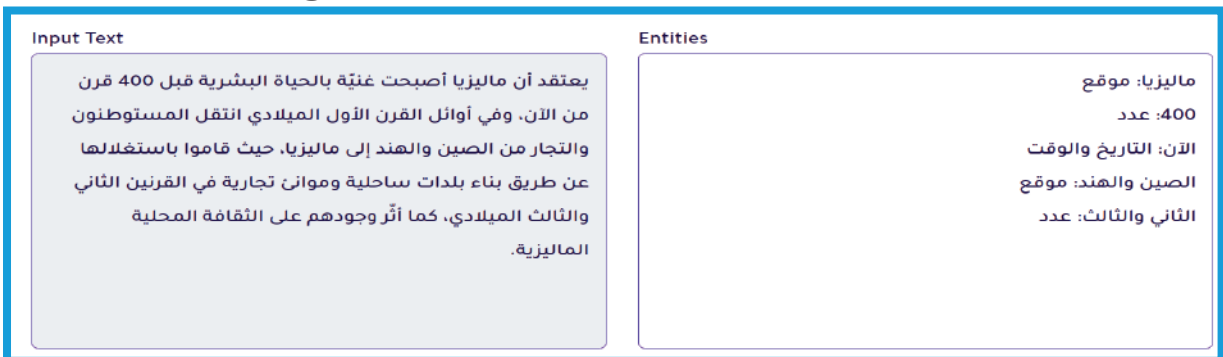 Input Text
يعتقد أن ماليزيا أصبحت غنيّة بالحياة البشرية قبل 400 قرن
من الآن، وفي أوائل القرن الأول الميلادي انتقل المستوطنون
والتجار من الصين والهند إلى ماليزيا، حيث قاموا باستغلالها
عن طريق بناء بلدات ساحلية وموانئ تجارية في القرنين الثاني
والثالث الميلادي، كما أثّر وجودهم على الثقافة المحلية
الماليزية.
Entities
ماليزيا: موقع
400: عدد
الآن: التاريخ والوقت
الصين والهند: موقع
الثاني والثالث: عدد